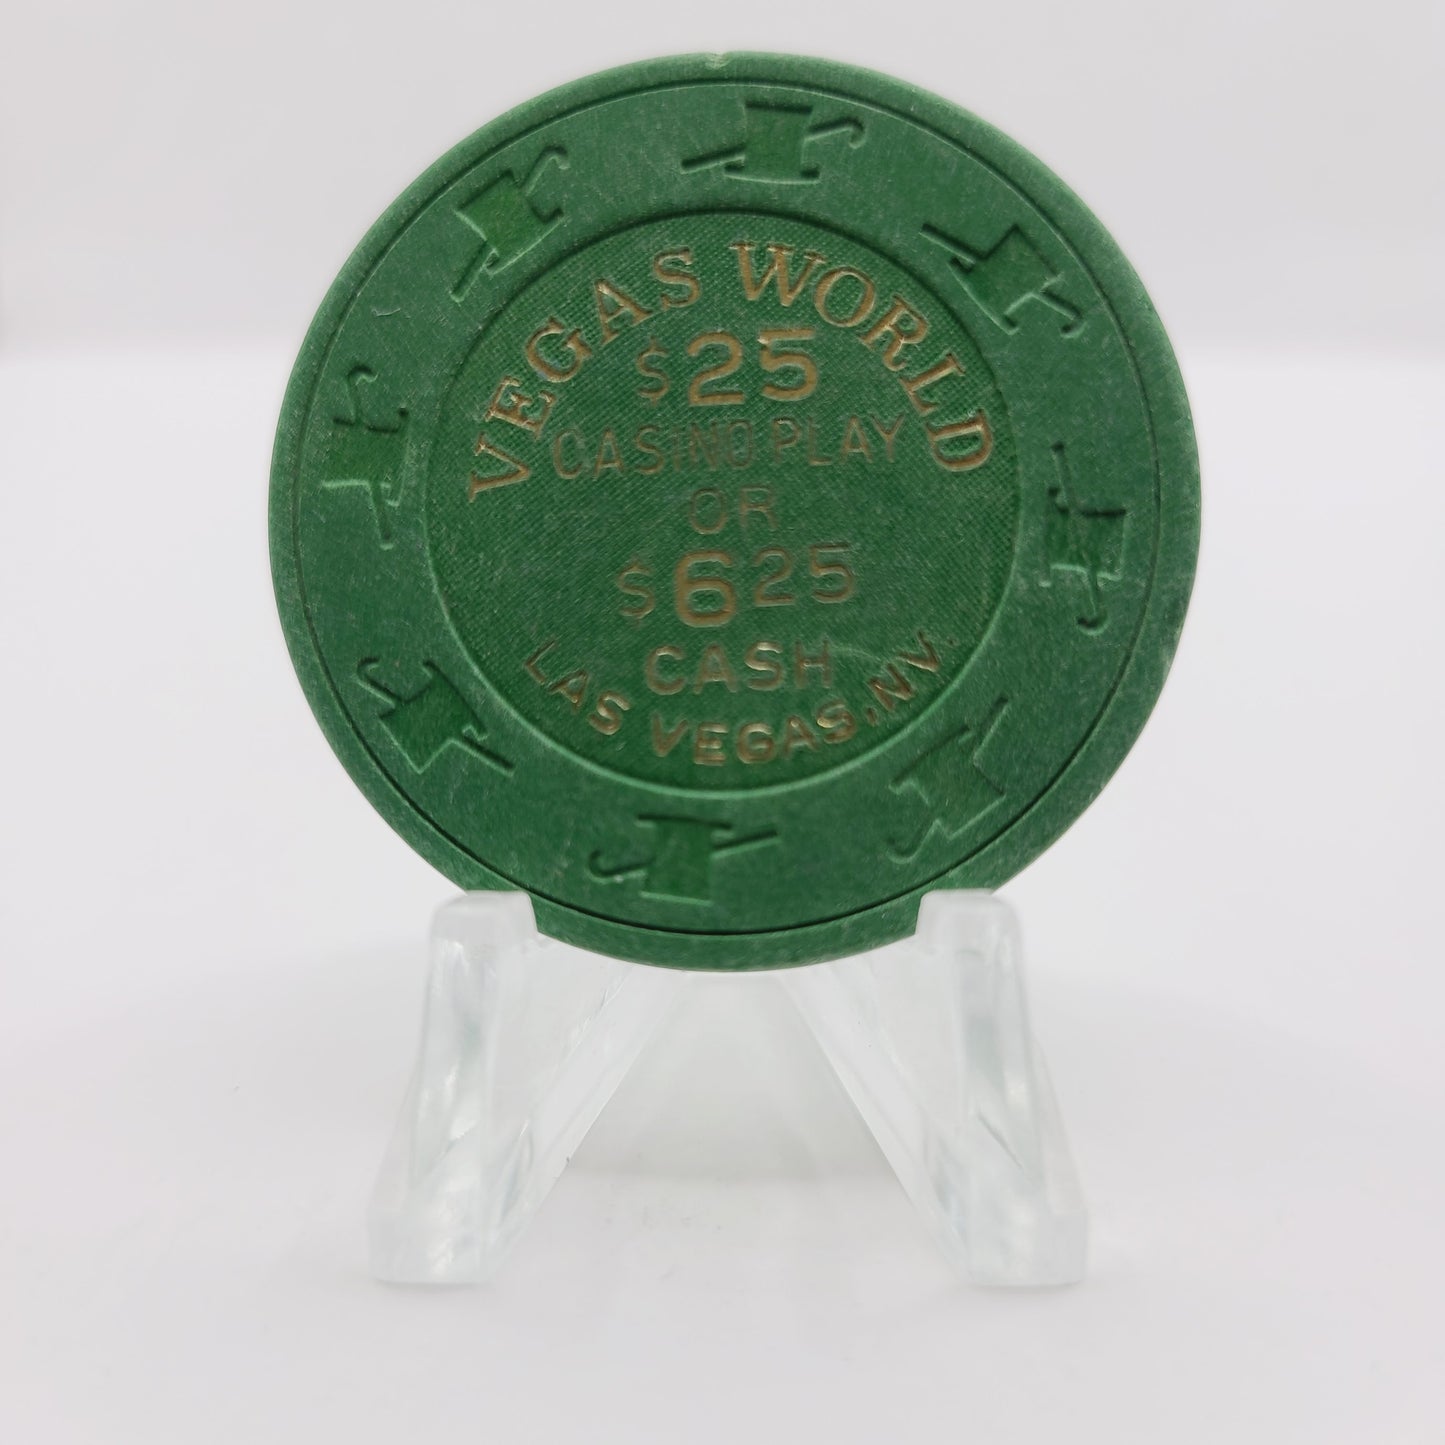 VEGAS WORLD
$25
CASINO PLAY
OR
$625
CASH
LAS VEGAS, NV.